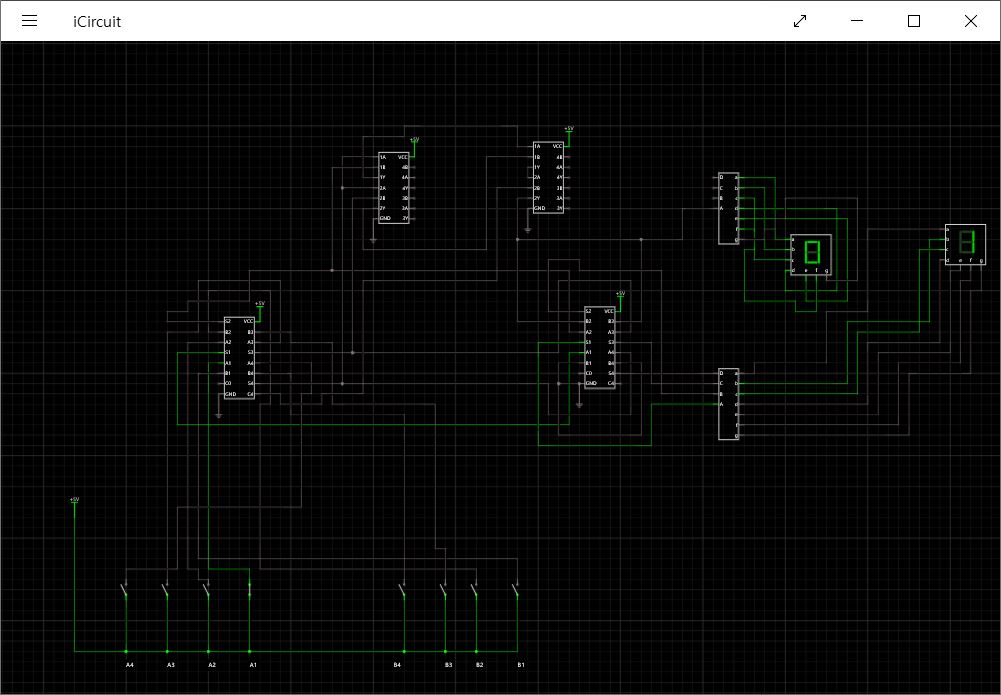 iCircuit
+5V
+5V
1A VCC
1B 4B
1Y 4A
2A 4Y
2B 3B
2Y 3A
GND 3Y
1A VCC
1B 4B
1Y 4A
2A 4Y
2B 3B
2Y 3A
GND 3Y
D a
C b
B c
A d
e
f
g
a
b
c
d e f g
a
b
c
d e f g
+5V
S2 VCC
B2 B3
A2 A3
S1 S3
A1 A4
B1 B4
C0 S4
GND C4
+5V
S2 VCC
B2 B3
A2 A3
S1 S3
A1 A4
B1 B4
C0 S4
GND C4
D a
C b
B c
A d
e
f
g
+5V
A4 A3 A2 A1 B4 B3 B2 B1